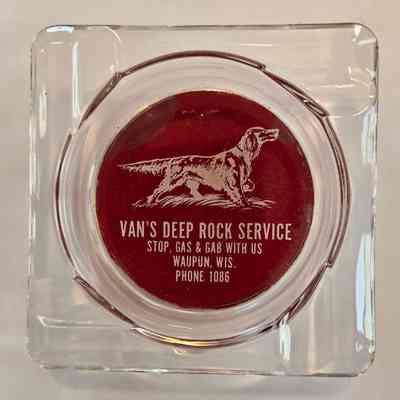 VAN'S DEEP ROCK SERVICE
STOP, GAS & GAB WITH US
WAUPUN, WIS.
PHONE 1086